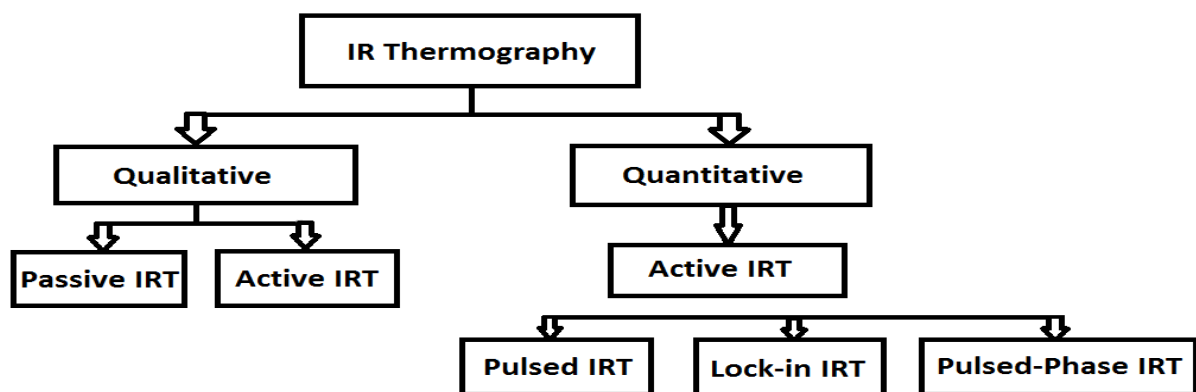 IR Thermography
Qualitative
Quantitative
Passive IRT
Active IRT
Active IRT
Pulsed IRT
Lock-in IRT
Pulsed-Phase IRT